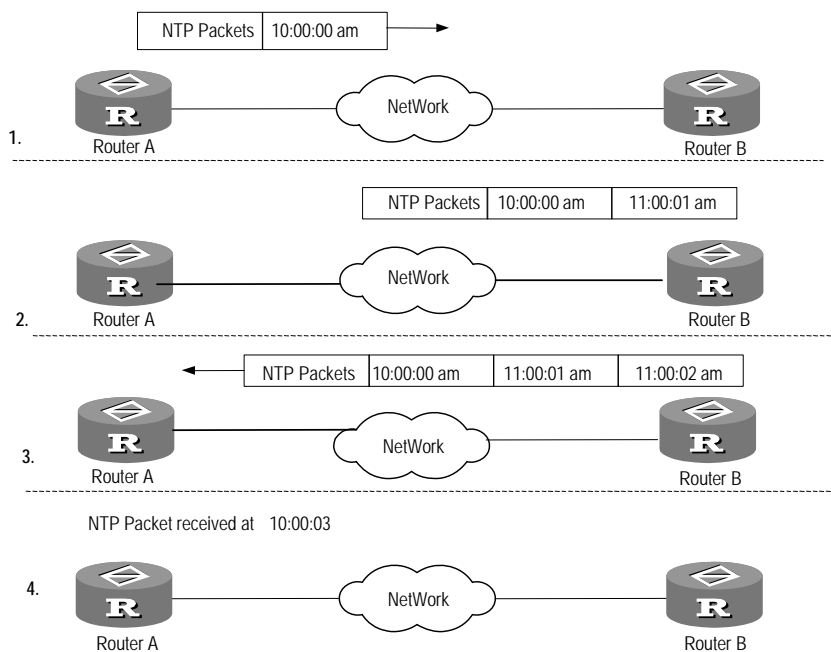 NTP Packets 10:00:00 am
R R
NetWork
1. Router A Router B
NTP Packets 10:00:00 am 11:00:01 am
R R
NetWork
2. Router A Router B
NTP Packets 10:00:00 am 11:00:01 am 11:00:02 am
R R
NetWork
3. Router A Router B
NTP Packet received at 10:00:03
4. R R
NetWork
Router A Router B